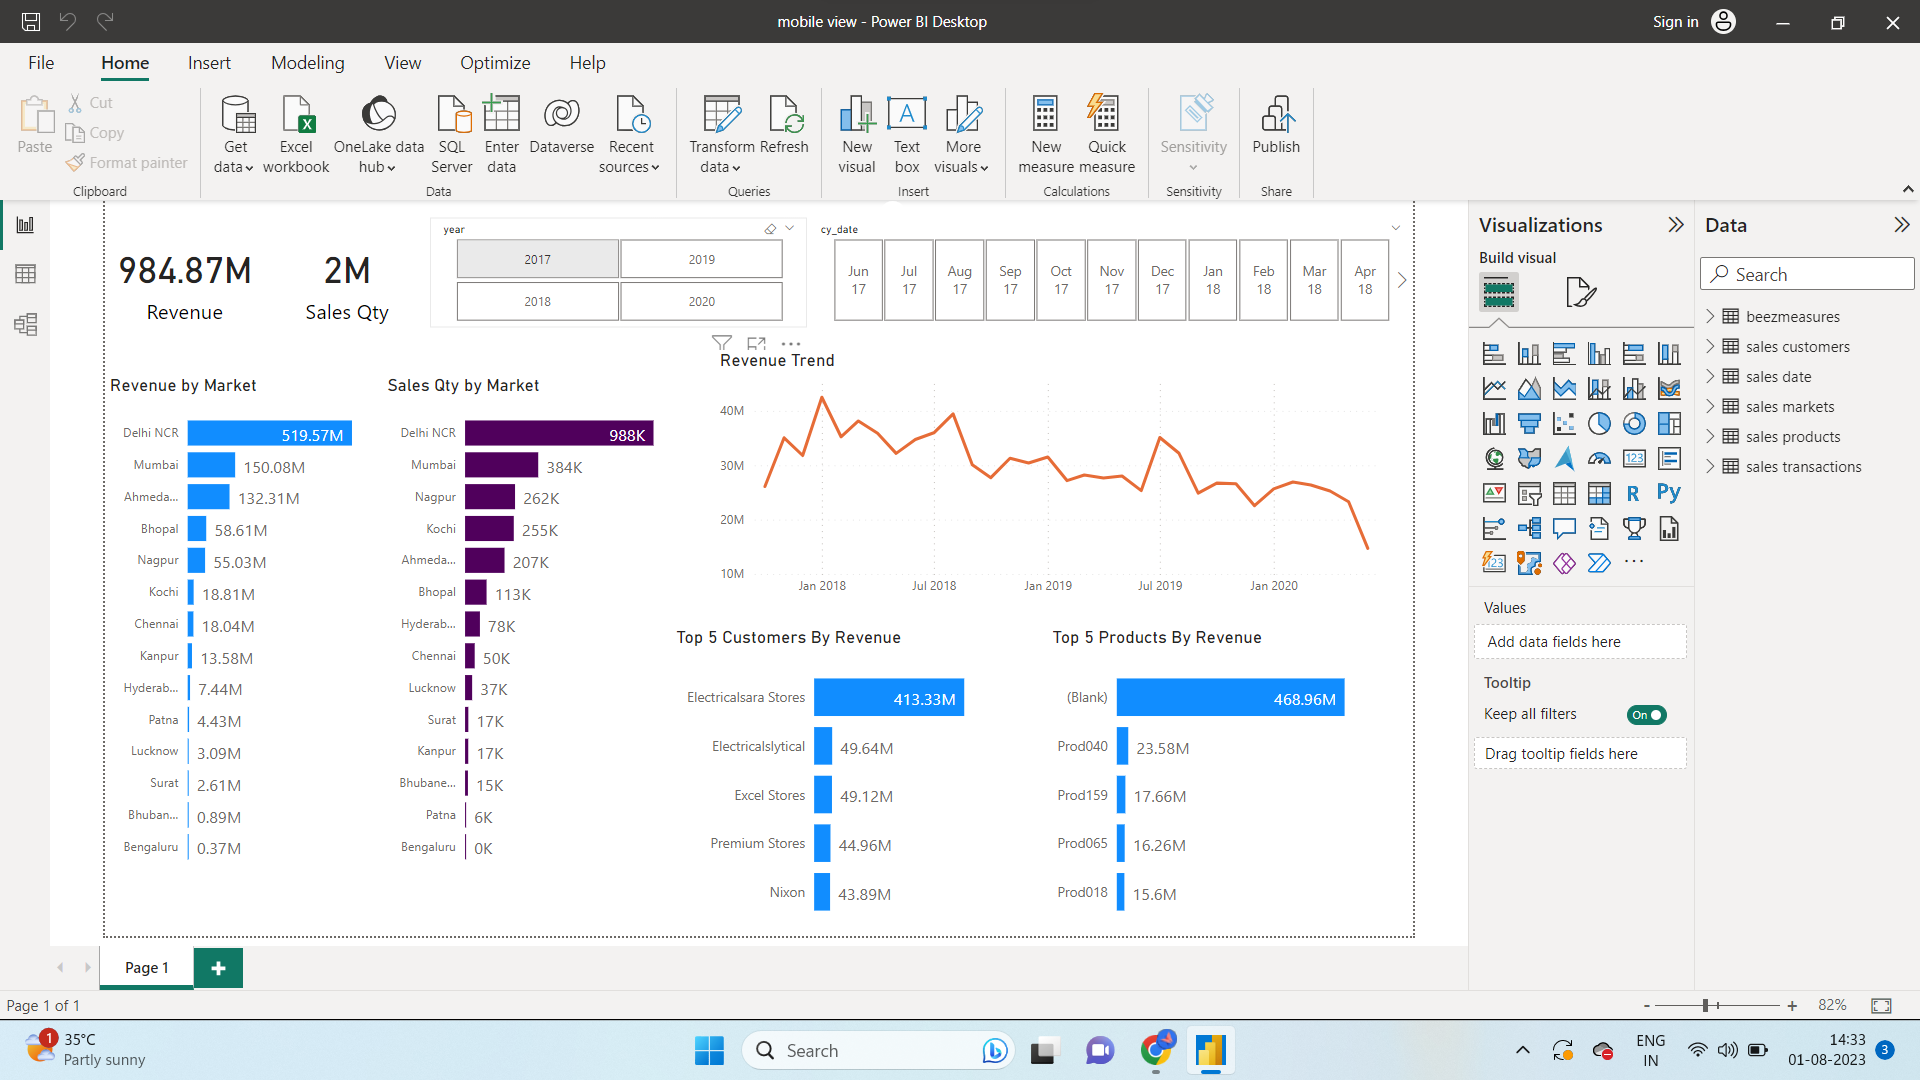 mobile view - Power BI Desktop
Sign in
File Home Insert Modeling View Optimize Help
Paste
Cut
Copy
Format painter
Clipboard
Get data
Excel workbook
OneLake data hub
SQL Server
Enter data
Dataverse
Recent sources
Data
Transform data
Refresh
Queries
New visual
Text box
More visuals
Insert
New measure
Quick measure
Calculations
Sensitivity
Sensitivity
Publish
Share
984.87M
Revenue
2M
Sales Qty
year
2017
2019
2018
2020
cy_date
Jun 17
Jul 17
Aug 17
Sep 17
Oct 17
Nov 17
Dec 17
Jan 18
Feb 18
Mar 18
Apr 18
Revenue by Market
Delhi NCR 519.57M
Mumbai 150.08M
Ahmeda... 132.31M
Bhopal 58.61M
Nagpur 55.03M
Kochi 18.81M
Chennai 18.04M
Kanpur 13.58M
Hyderab... 7.44M
Patna 4.43M
Lucknow 3.09M
Surat 2.61M
Bhuban... 0.89M
Bengaluru 0.37M
Sales Qty by Market
Delhi NCR 988K
Mumbai 384K
Nagpur 262K
Kochi 255K
Ahmeda... 207K
Bhopal 113K
Hyderab... 78K
Chennai 50K
Lucknow 37K
Surat 17K
Kanpur 17K
Bhubane... 15K
Patna 6K
Bengaluru 0K
Revenue Trend
40M
30M
20M
10M
Jan 2018 Jul 2018 Jan 2019 Jul 2019 Jan 2020
Top 5 Customers By Revenue
Electricalsara Stores 413.33M
Electricalslytical 49.64M
Excel Stores 49.12M
Premium Stores 44.96M
Nixon 43.89M
Top 5 Products By Revenue
(Blank) 468.96M
Prod040 23.58M
Prod159 17.66M
Prod065 16.26M
Prod018 15.6M
Visualizations
Build visual
123
R
Py
123
Values
Add data fields here
Tooltip
Keep all filters On
Drag tooltip fields here
Data
Search
beezmeasures
sales customers
sales date
sales markets
sales products
sales transactions
Page 1
Page 1 of 1
82%
1
35°C
Partly sunny
Search
ENG
IN
14:33
01-08-2023
3